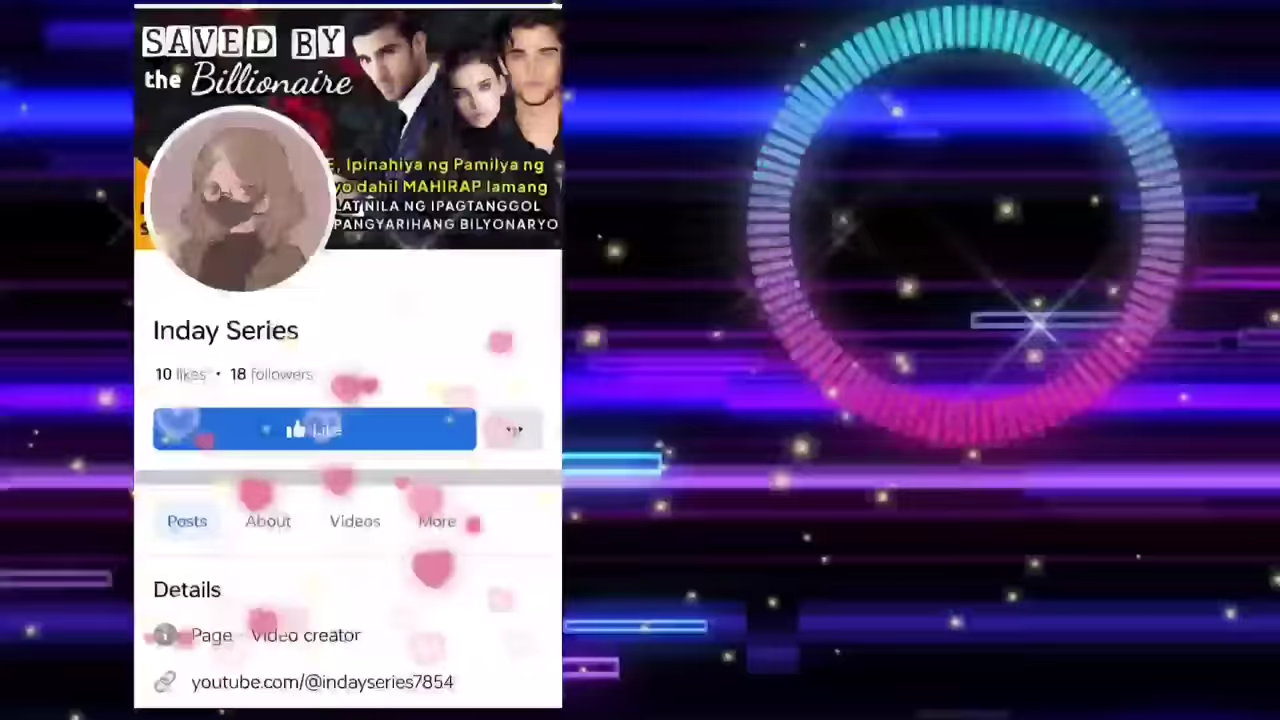 SAVED BY
the Billionaire
E, Ipinahiya ng Pamilya ng
yo dahil MAHIRAP lamang
NILA NG IPAGTANGGOL
PANGYARIHANG BILYONARYO
Inday Series
10 likes • 18 followers
Like
Posts About Videos More
Details
Page Video creator
youtube.com/@indayseries7854